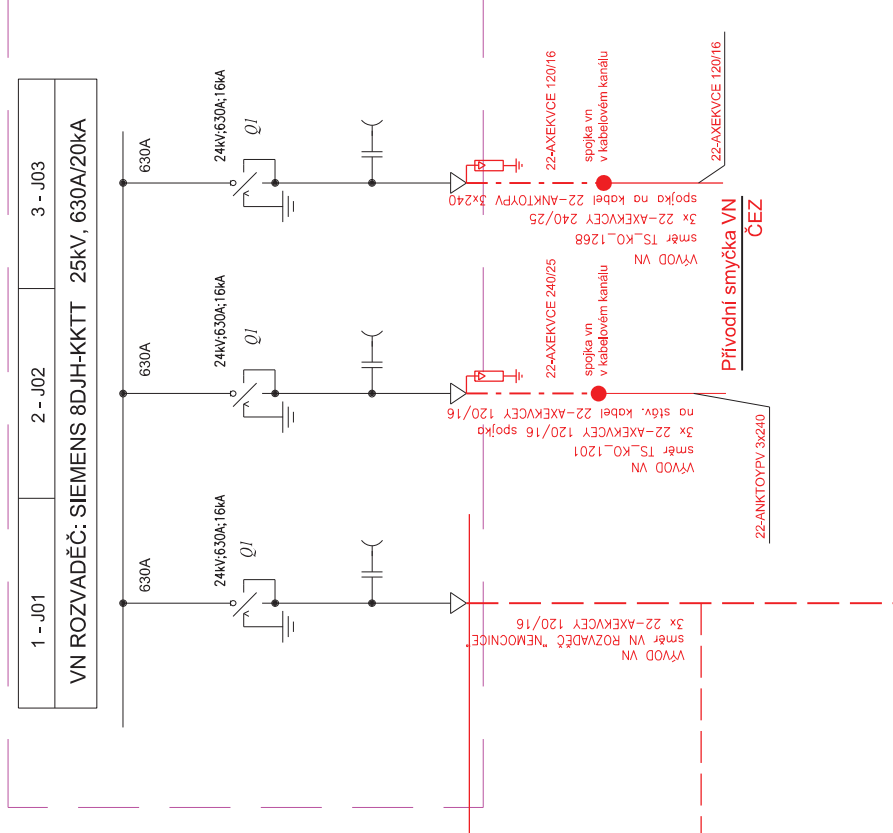 1 - J01
2 - J02
3 - J03
VN ROZVADĚČ: SIEMENS 8DJH-KKTT 25kV, 630A/20kA
630A
630A
630A
24kV;630A;16kA
Q1
24kV;630A;16kA
Q1
24kV;630A;16kA
Q1
VÝVOD VN
směr VN ROZVADĚČ "NEMOCNICE"
3x 22-AXEKVCEY 120/16
22-AXEKVCE 240/25
spojka vn
v kabelovém kanálu
VÝVOD VN
směr TS_KO_1201
3x 22-AXEKVCEY 120/16 spojka
na stáv. kabel 22-AXEKVCEY 120/16
22-ANKTOYPV 3x240
22-AXEKVCE 120/16
spojka vn
v kabelovém kanálu
VÝVOD VN
směr TS_KO_1268
3x 22-AXEKVCEY 240/25
spojka na kabel 22-ANKTOYPV 3x240
22-AXEKVCE 120/16
Přívodní smyčka VN
ČEZ